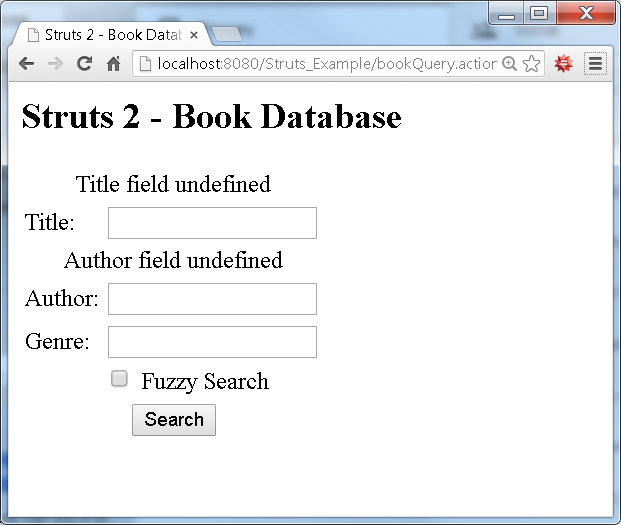 Struts 2 - Book Datab
localhost:8080/Struts_Example/bookQuery.action
Struts 2 - Book Database
Title field undefined
Title:
Author field undefined
Author:
Genre:
Fuzzy Search
Search